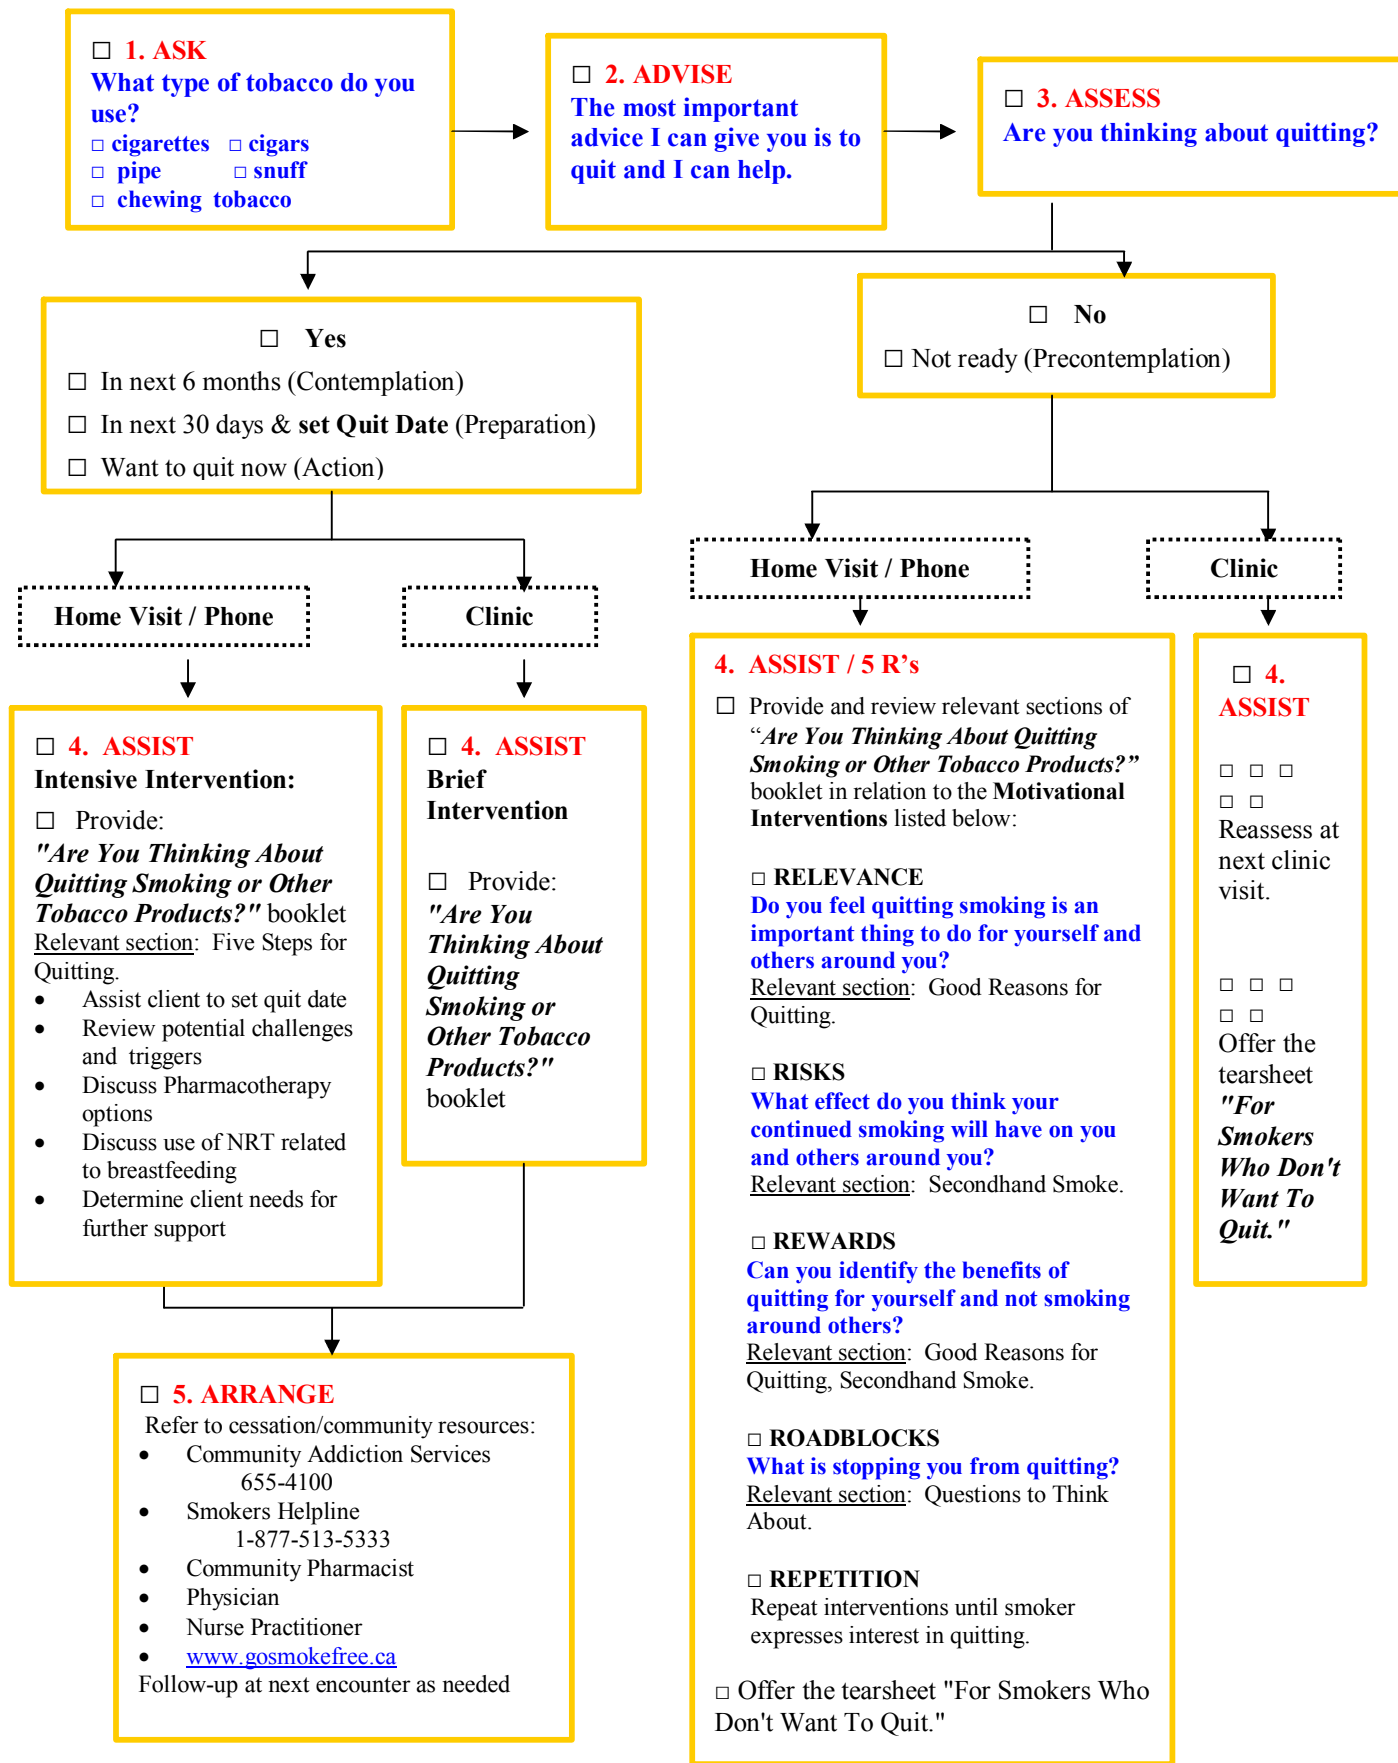 □ 1. ASK
What type of tobacco do you
use?
□ cigarettes □ cigars
□ pipe □ snuff
□ chewing tobacco
□ 2. ADVISE
The most important
advice I can give you is to
quit and I can help.
□ 3. ASSESS
Are you thinking about quitting?
□ Yes
□ In next 6 months (Contemplation)
□ In next 30 days & set Quit Date (Preparation)
□ Want to quit now (Action)
□ No
□ Not ready (Precontemplation)
Home Visit / Phone
Clinic
Home Visit / Phone
Clinic
□ 4. ASSIST
Intensive Intervention:
□ Provide:
"Are You Thinking About
Quitting Smoking or Other
Tobacco Products?" booklet
Relevant section: Five Steps for
Quitting.
• Assist client to set quit date
• Review potential challenges
and triggers
• Discuss Pharmacotherapy
options
• Discuss use of NRT related
to breastfeeding
• Determine client needs for
further support
□ 4. ASSIST
Brief
Intervention
□ Provide:
"Are You
Thinking About
Quitting
Smoking or
Other Tobacco
Products?"
booklet
4. ASSIST / 5 R’s
□ Provide and review relevant sections of
“Are You Thinking About Quitting
Smoking or Other Tobacco Products?”
booklet in relation to the Motivational
Interventions listed below:
□ RELEVANCE
Do you feel quitting smoking is an
important thing to do for yourself and
others around you?
Relevant section: Good Reasons for
Quitting.
□ RISKS
What effect do you think your
continued smoking will have on you
and others around you?
Relevant section: Secondhand Smoke.
□ REWARDS
Can you identify the benefits of
quitting for yourself and not smoking
around others?
Relevant section: Good Reasons for
Quitting, Secondhand Smoke.
□ ROADBLOCKS
What is stopping you from quitting?
Relevant section: Questions to Think
About.
□ REPETITION
Repeat interventions until smoker
expresses interest in quitting.
□ Offer the tearsheet "For Smokers Who
Don't Want To Quit."
□ 4.
ASSIST
□ □ □
□ □
Reassess at
next clinic
visit.
□ □ □
□ □
Offer the
tearsheet
"For
Smokers
Who Don't
Want To
Quit."
□ 5. ARRANGE
Refer to cessation/community resources:
• Community Addiction Services
655-4100
• Smokers Helpline
1-877-513-5333
• Community Pharmacist
• Physician
• Nurse Practitioner
• www.gosmokefree.ca
Follow-up at next encounter as needed